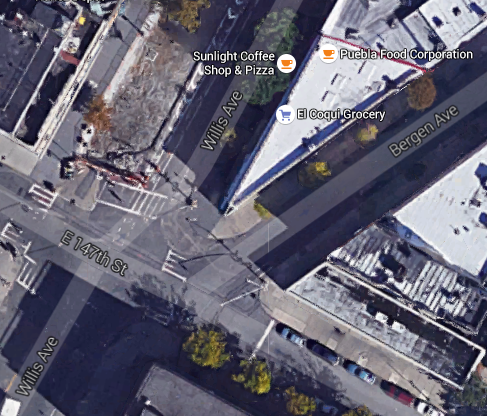 Sunlight Coffee
Shop & Pizza
Puebla Food Corporation
El Coqui Grocery
Willis Ave
Bergen Ave
E 147th St
Willis Ave